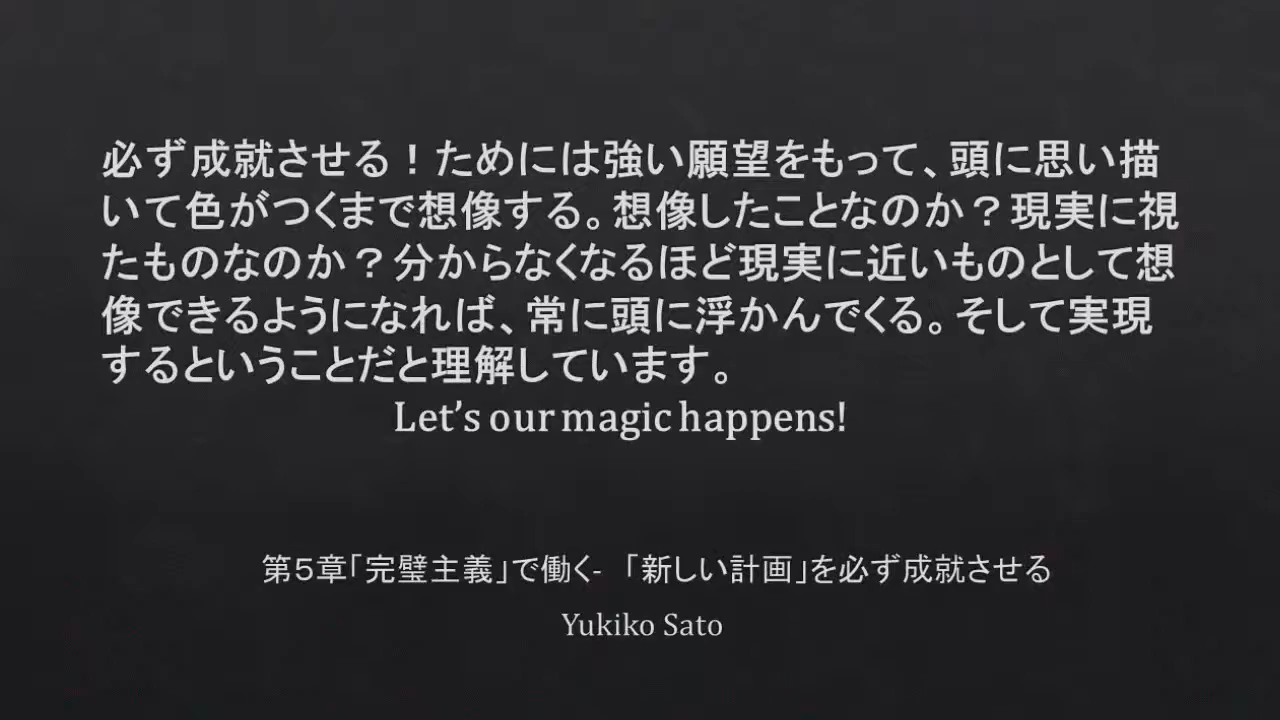 必ず成就させる！ためには強い願望をもって、頭に思い描
いて色がつくまで想像する。想像したことなのか？現実に視
たものなのか？分からなくなるほど現実に近いものとして想
像できるようになれば、常に頭に浮かんでくる。そして実現
するということだと理解しています。
Let’s our magic happens!
第５章「完璧主義」で働く- 「新しい計画」を必ず成就させる
Yukiko Sato